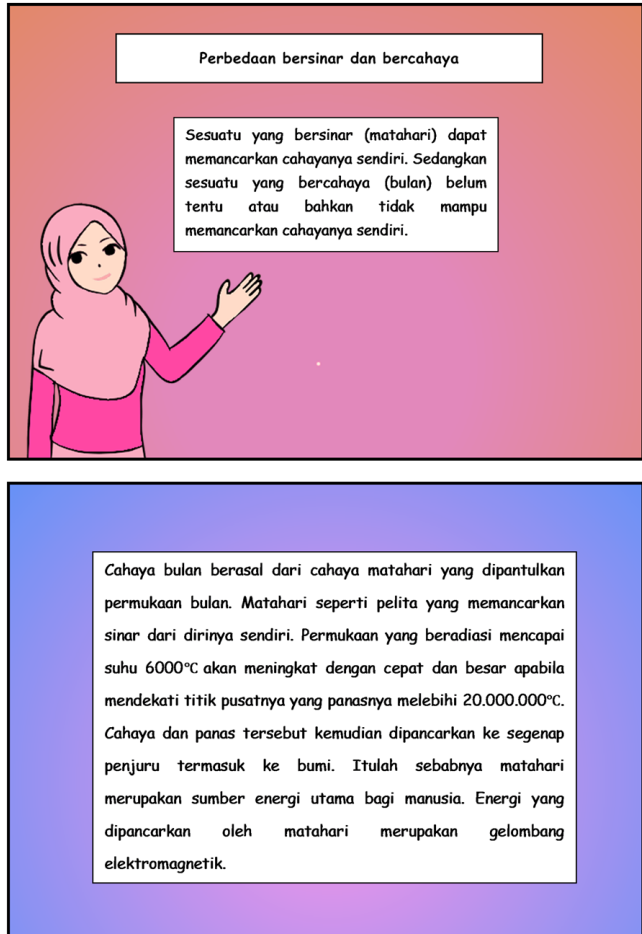 Perbedaan bersinar dan bercahaya
Sesuatu yang bersinar (matahari) dapat
memancarkan cahayanya sendiri. Sedangkan
sesuatu yang bercahaya (bulan) belum
tentu atau bahkan tidak mampu
memancarkan cahayanya sendiri.
Cahaya bulan berasal dari cahaya matahari yang dipantulkan
permukaan bulan. Matahari seperti pelita yang memancarkan
sinar dari dirinya sendiri. Permukaan yang beradiasi mencapai
suhu 6000°C akan meningkat dengan cepat dan besar apabila
mendekati titik pusatnya yang panasnya melebihi 20.000.000°C.
Cahaya dan panas tersebut kemudian dipancarkan ke segenap
penjuru termasuk ke bumi. Itulah sebabnya matahari
merupakan sumber energi utama bagi manusia. Energi yang
dipancarkan oleh matahari merupakan gelombang
elektromagnetik.